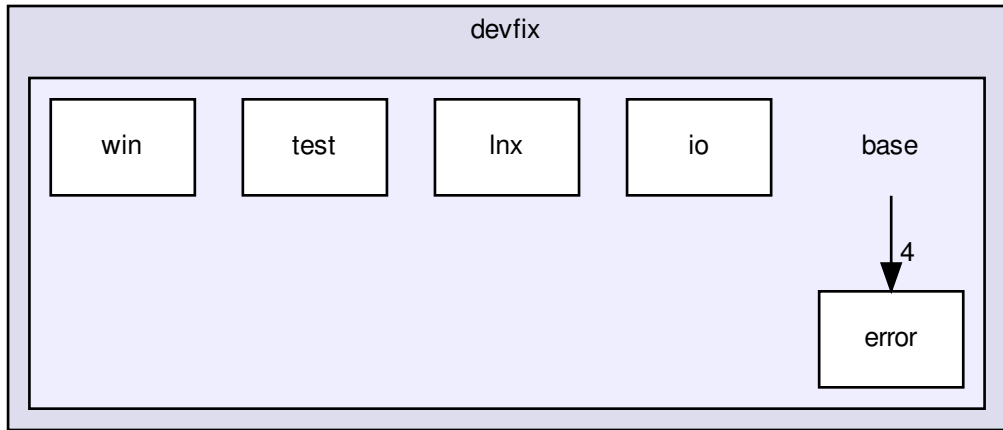 devfix
win
test
lnx
io
base
4
error